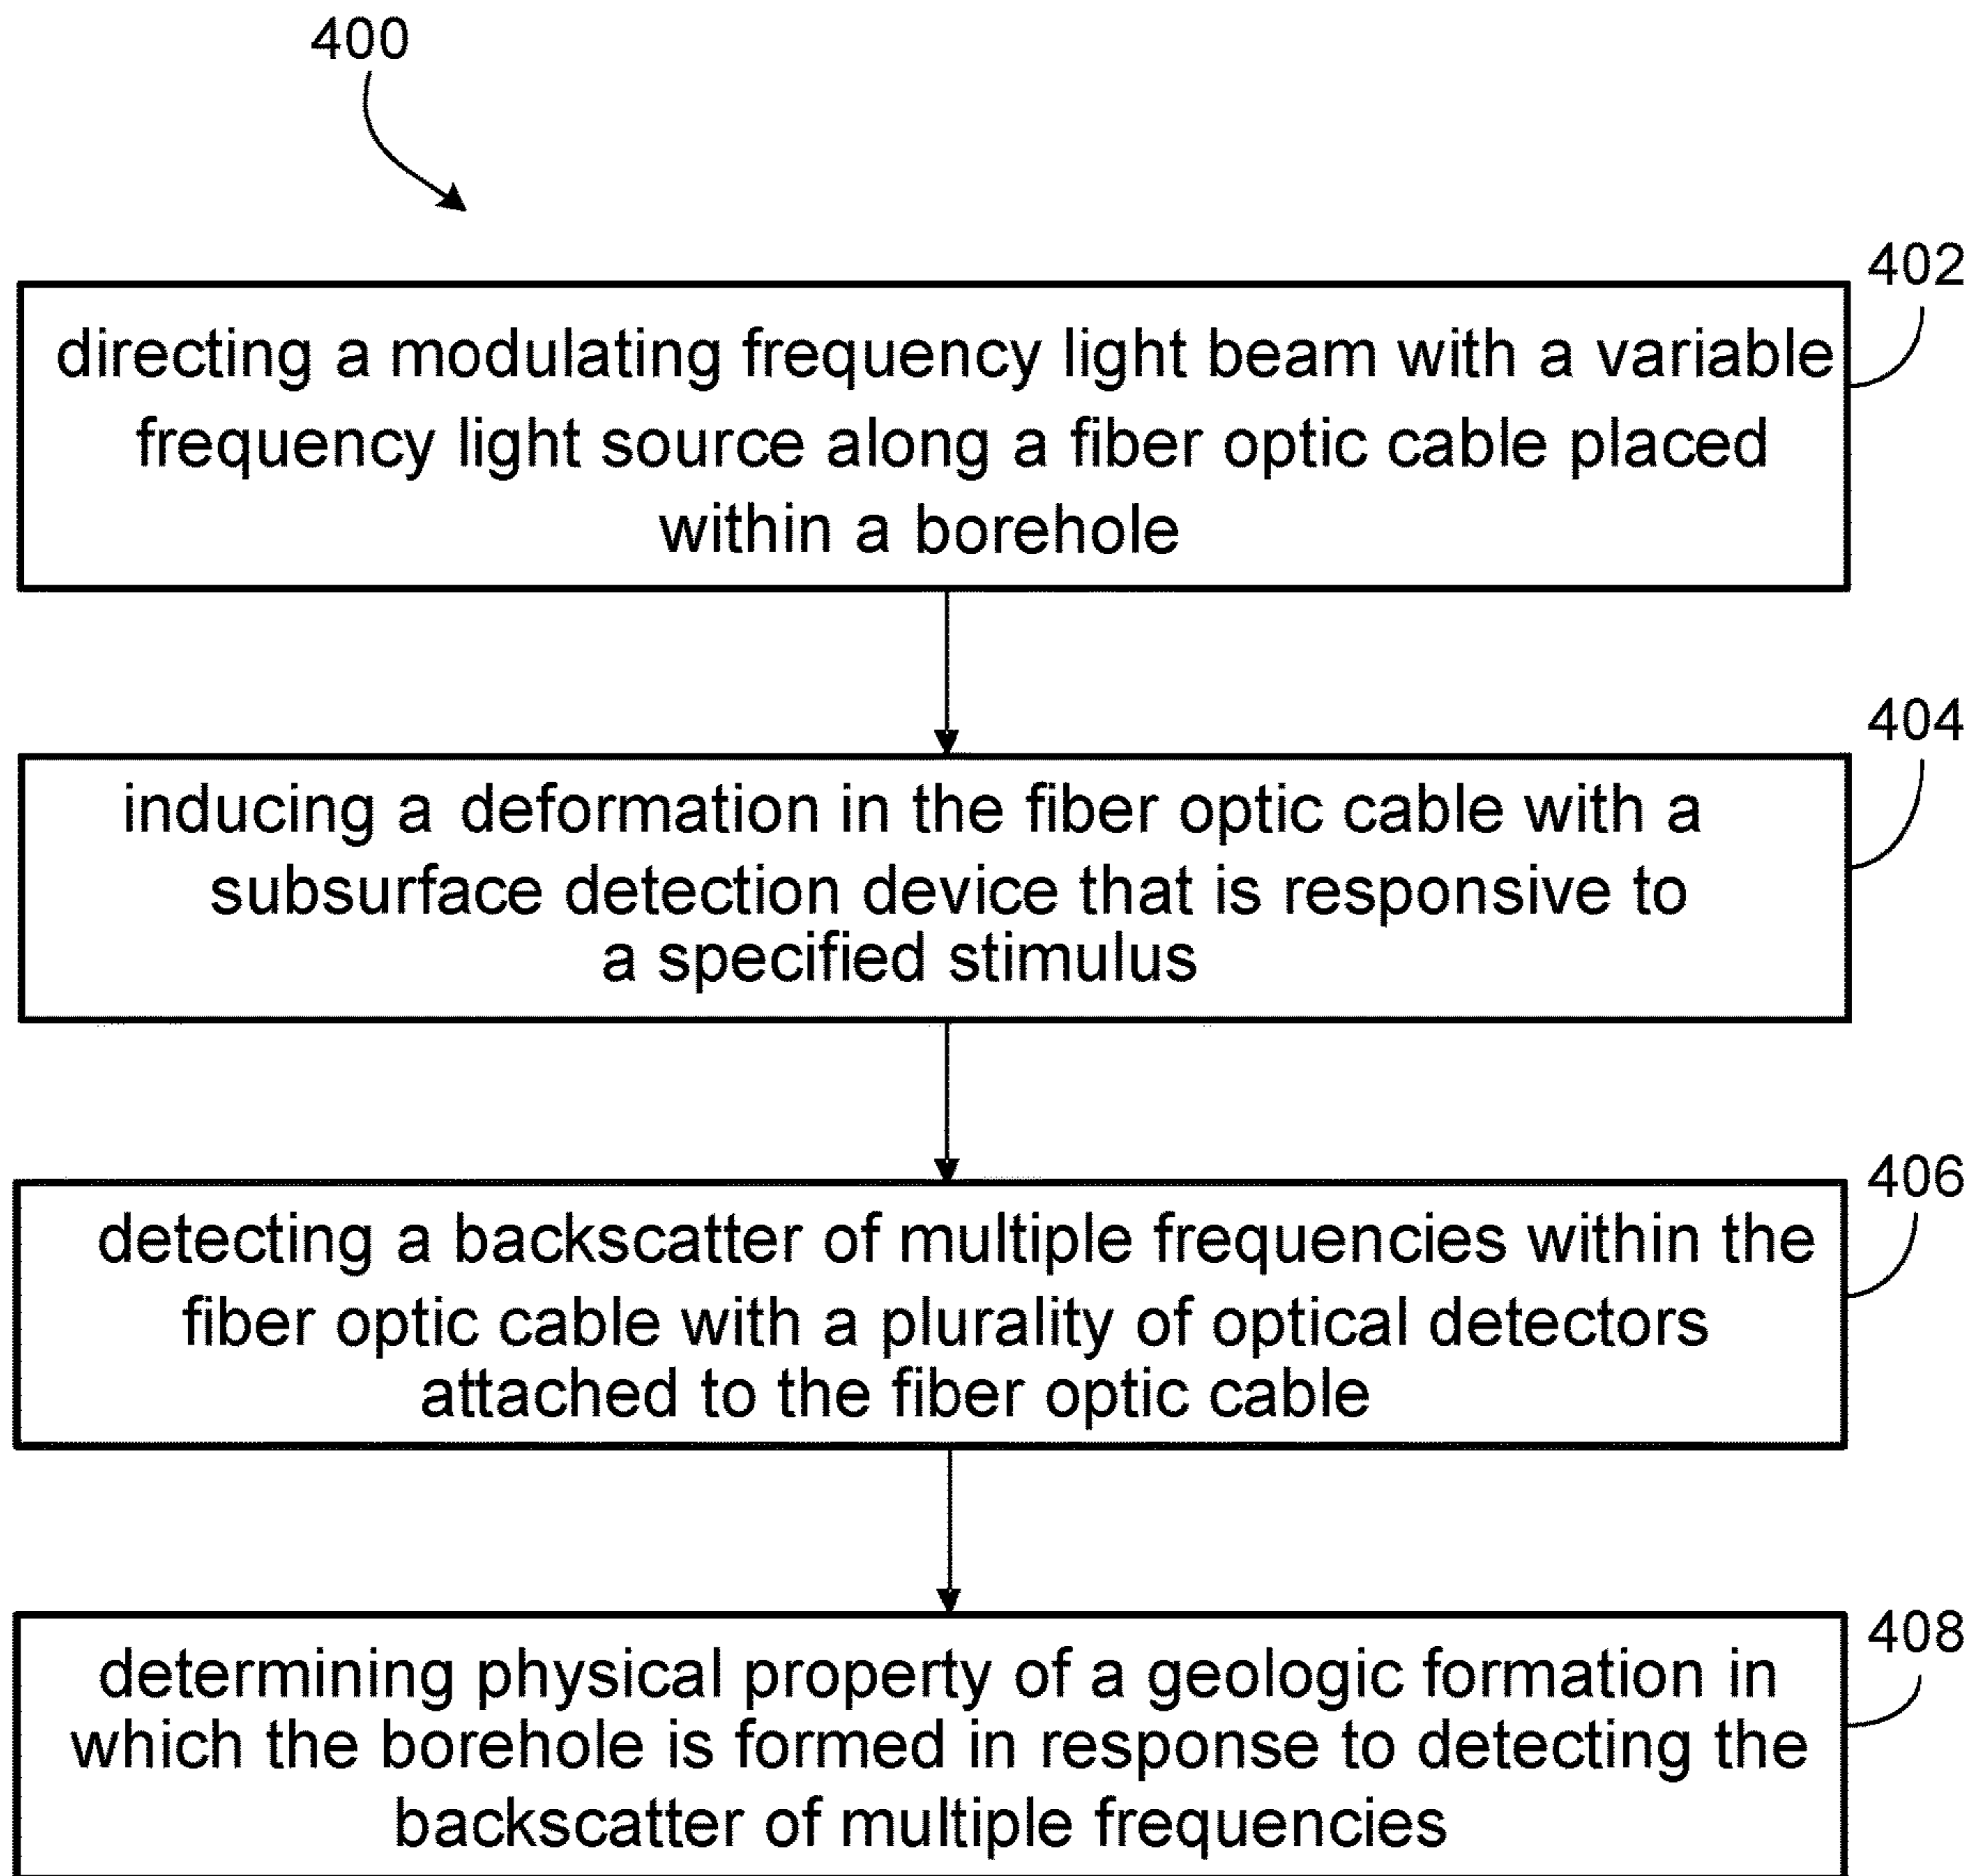 400
402
directing a modulating frequency light beam with a variable
frequency light source along a fiber optic cable placed
within a borehole
404
inducing a deformation in the fiber optic cable with a
subsurface detection device that is responsive to
a specified stimulus
406
detecting a backscatter of multiple frequencies within the
fiber optic cable with a plurality of optical detectors
attached to the fiber optic cable
408
determining physical property of a geologic formation in
which the borehole is formed in response to detecting the
backscatter of multiple frequencies